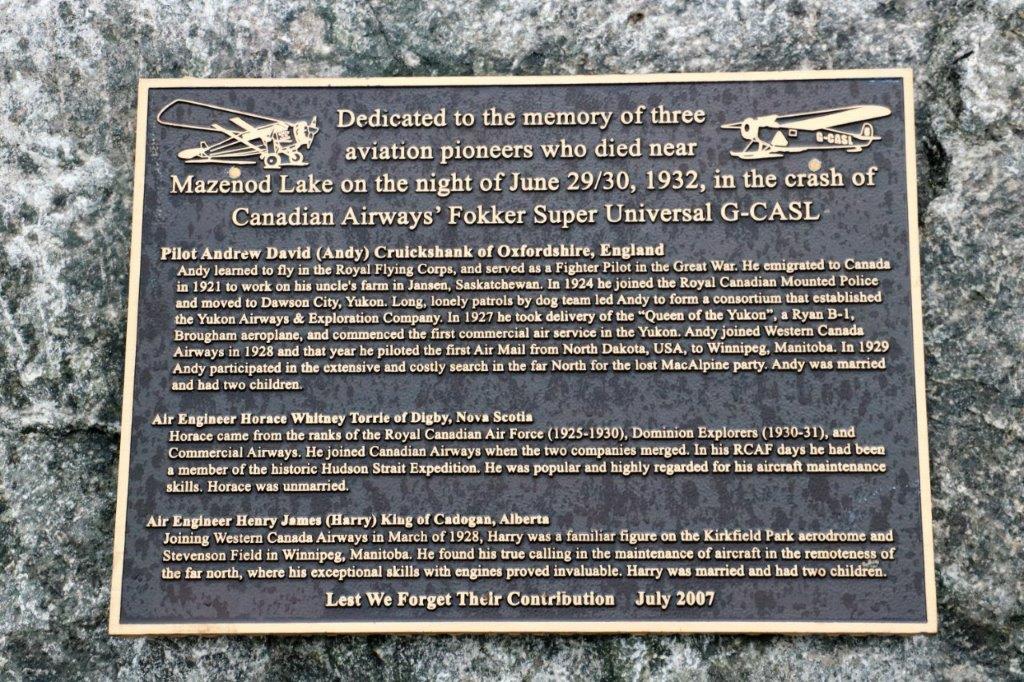 Dedicated to the memory of three
aviation pioneers who died near
Mazenod Lake on the night of June 29/30, 1932, in the crash of
Canadian Airways' Fokker Super Universal G-CASL
G-CASL
Pilot Andrew David (Andy) Cruickshank of Oxfordshire, England
Andy learned to fly in the Royal Flying Corps, and served as a Fighter Pilot in the Great War. He emigrated to Canada
in 1921 to work on his uncle's farm in Jansen, Saskatchewan. In 1924 he joined the Royal Canadian Mounted Police
and moved to Dawson City, Yukon. Long, lonely patrols by dog team led Andy to form a consortium that established
the Yukon Airways & Exploration Company. In 1927 he took delivery of the "Queen of the Yukon", a Ryan B-1,
Brougham aeroplane, and commenced the first commercial air service in the Yukon. Andy joined Western Canada
Airways in 1928 and that year he piloted the first Air Mail from North Dakota, USA, to Winnipeg, Manitoba. In 1929
Andy participated in the extensive and costly search in the far North for the lost MacAlpine party. Andy was married
and had two children.
Air Engineer Horace Whitney Torrie of Digby, Nova Scotia
Horace came from the ranks of the Royal Canadian Air Force (1925-1930), Dominion Explorers (1930-31), and
Commercial Airways. He joined Canadian Airways when the two companies merged. In his RCAF days he had been
a member of the historic Hudson Strait Expedition. He was popular and highly regarded for his aircraft maintenance
skills. Horace was unmarried.
Air Engineer Henry James (Harry) King of Cadogan, Alberta
Joining Western Canada Airways in March of 1928, Harry was a familiar figure on the Kirkfield Park aerodrome and
Stevenson Field in Winnipeg, Manitoba. He found his true calling in the maintenance of aircraft in the remoteness of
the far north, where his exceptional skills with engines proved invaluable. Harry was married and had two children.
Lest We Forget Their Contribution July 2007